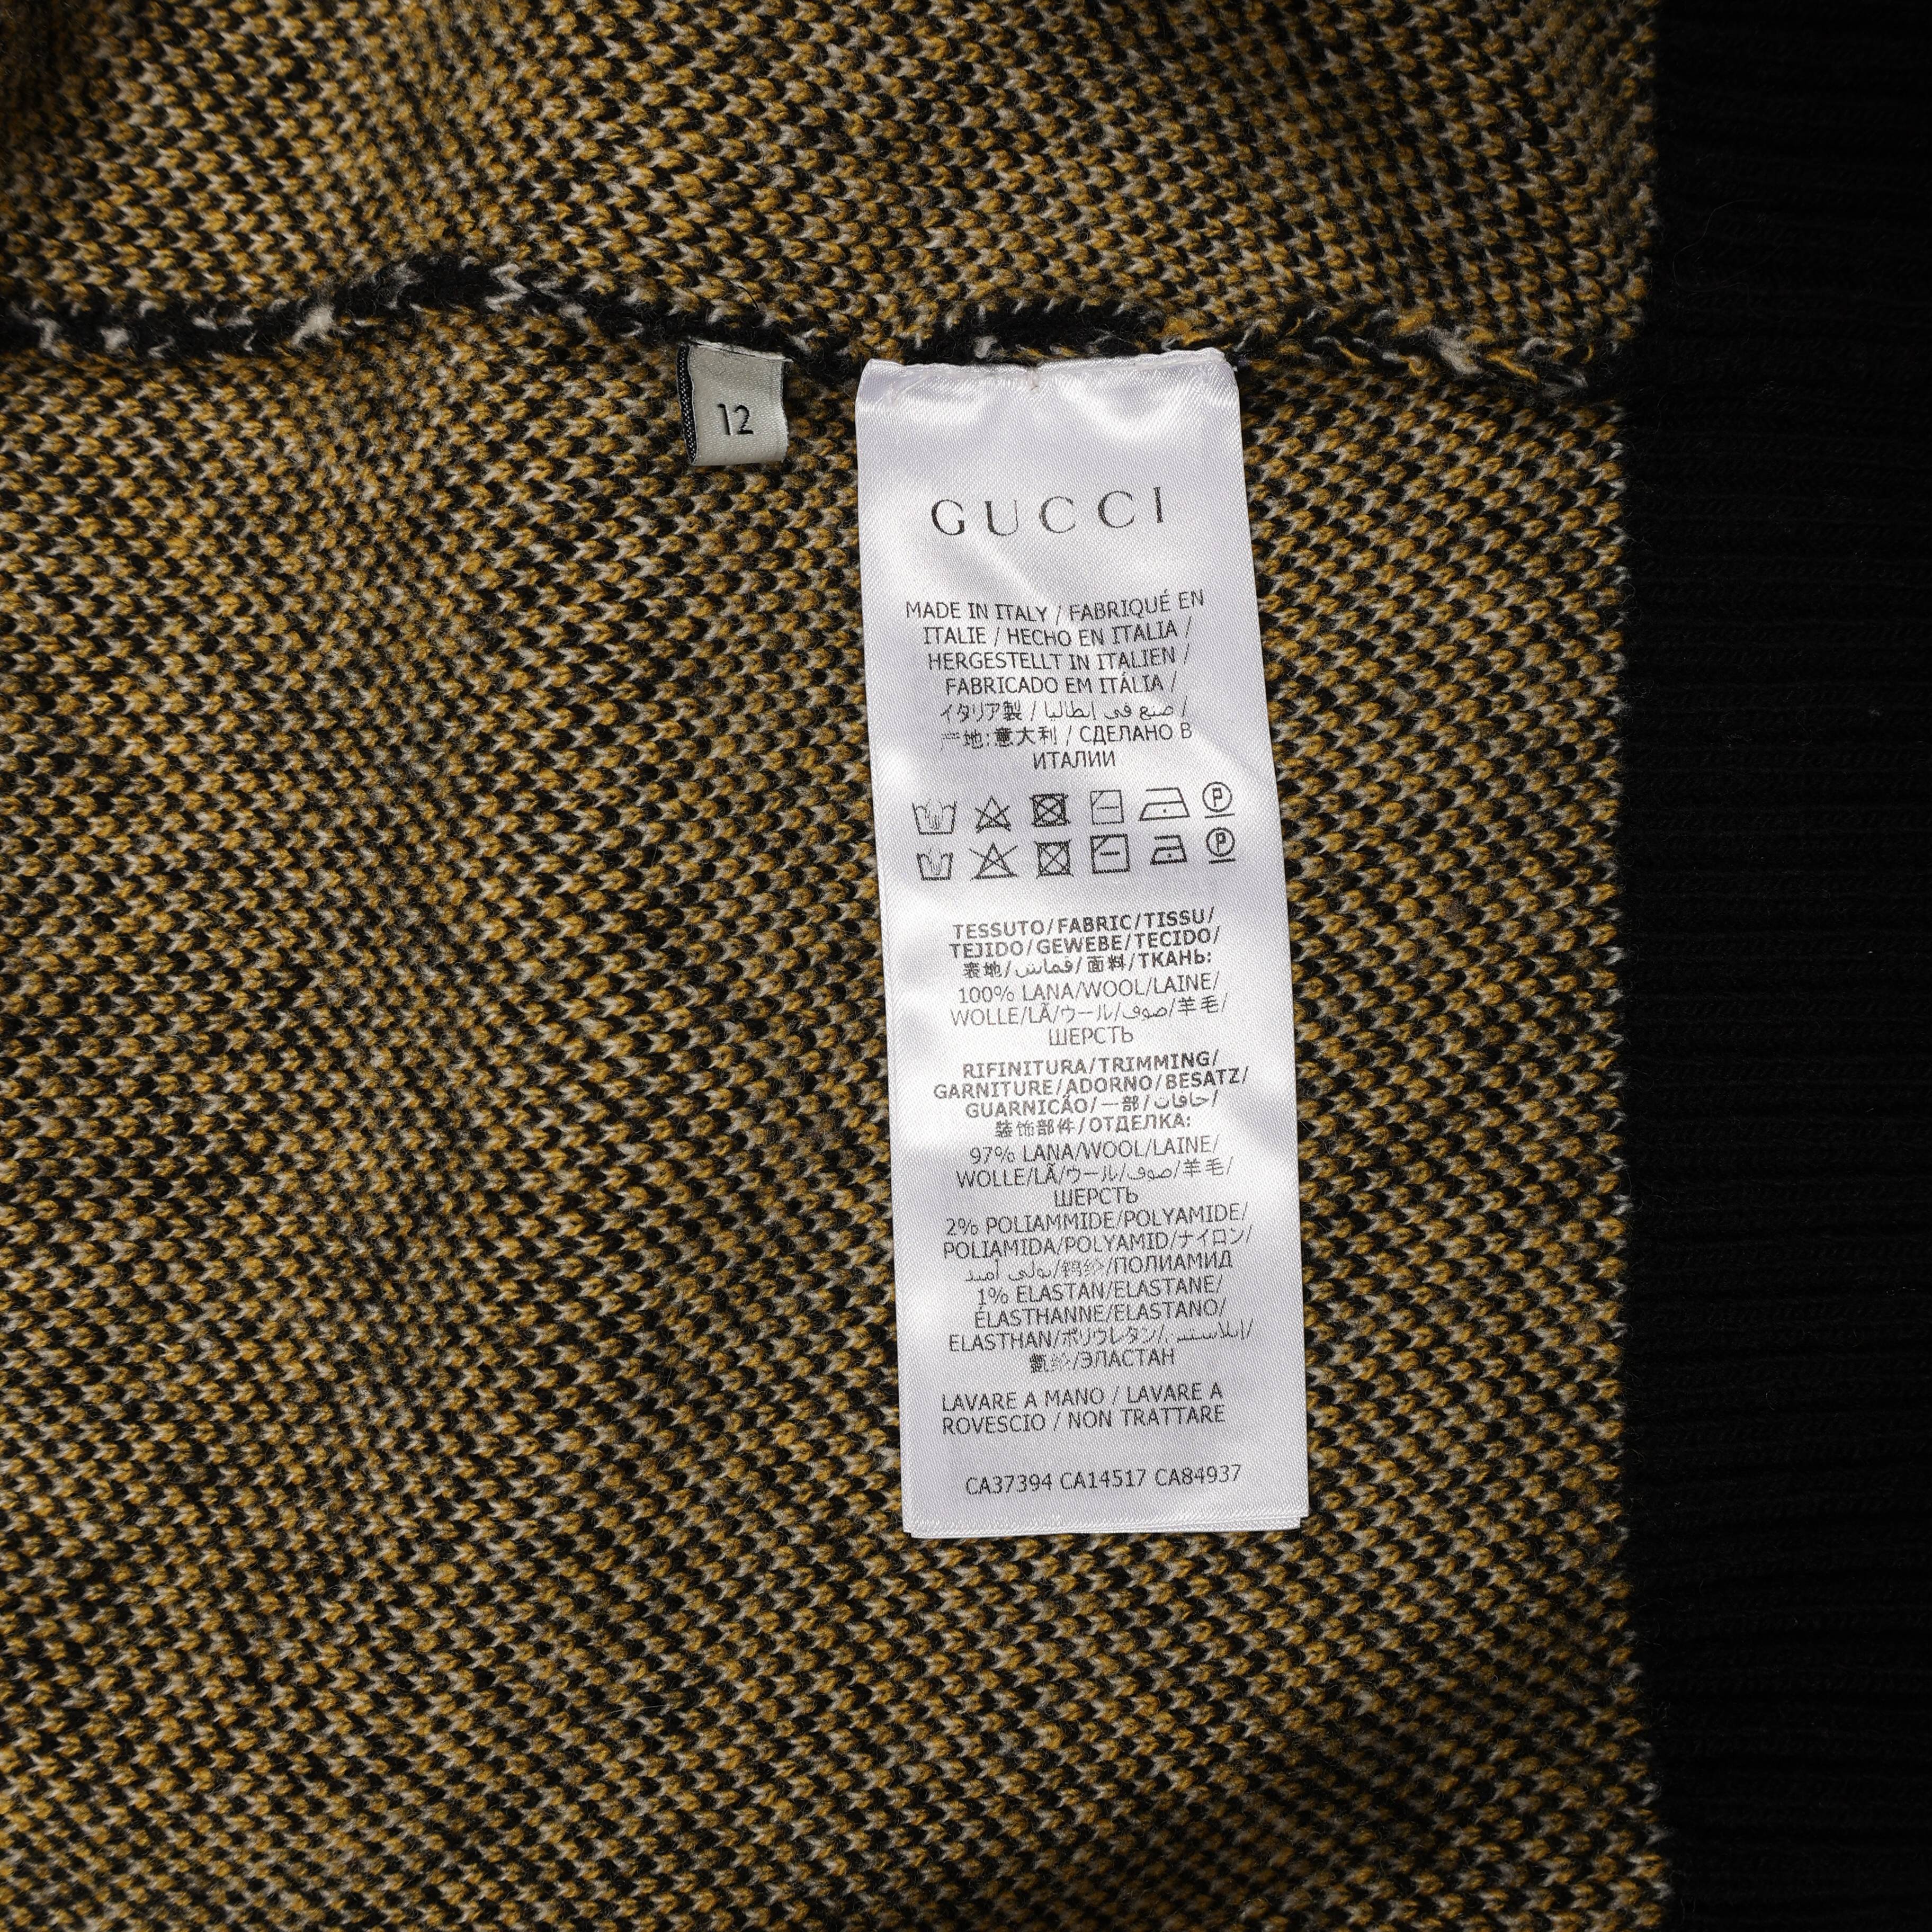 12
GUCCI
MADE IN ITALY / FABRIQUÉ EN
ITALIE / HECHO EN ITALIA /
HERGESTELLT IN ITALIEN /
FABRICADO EM ITÁLIA /
イタリア製 / صنع في إيطاليا /
产地:意大利 / СДЕЛАНО В
ИТАЛИИ
P
P
TESSUTO/FABRIC/TISSU/
TEJIDO/GEWEBE/TECIDO/
表地/قماش/面料/ТКАНЬ:
100% LANA/WOOL/LAINE/
WOLLE/LÃ/ウール/صوف/羊毛/
ШЕРСТЬ
RIFINITURA/TRIMMING/
GARNITURE/ADORNO/BESATZ/
GUARNICÁO/一部/حافات/
装饰部件/ОТДЕЛКА:
97% LANA/WOOL/LAINE/
WOLLE/LÃ/ウール/صوف/羊毛/
ШЕРСТЬ
2% POLIAMMIDE/POLYAMIDE/
POLIAMIDA/POLYAMID/ナイロン/
بولي أميد/ПОЛИАМИД
1% ELASTAN/ELASTANE/
ÉLASTHANNE/ELASTANO/
ELASTHAN/ポリウレタン/
ЭЛАСТАН
LAVARE A MANO / LAVARE A
ROVESCIO / NON TRATTARE
CA37394 CA14517 CA84937